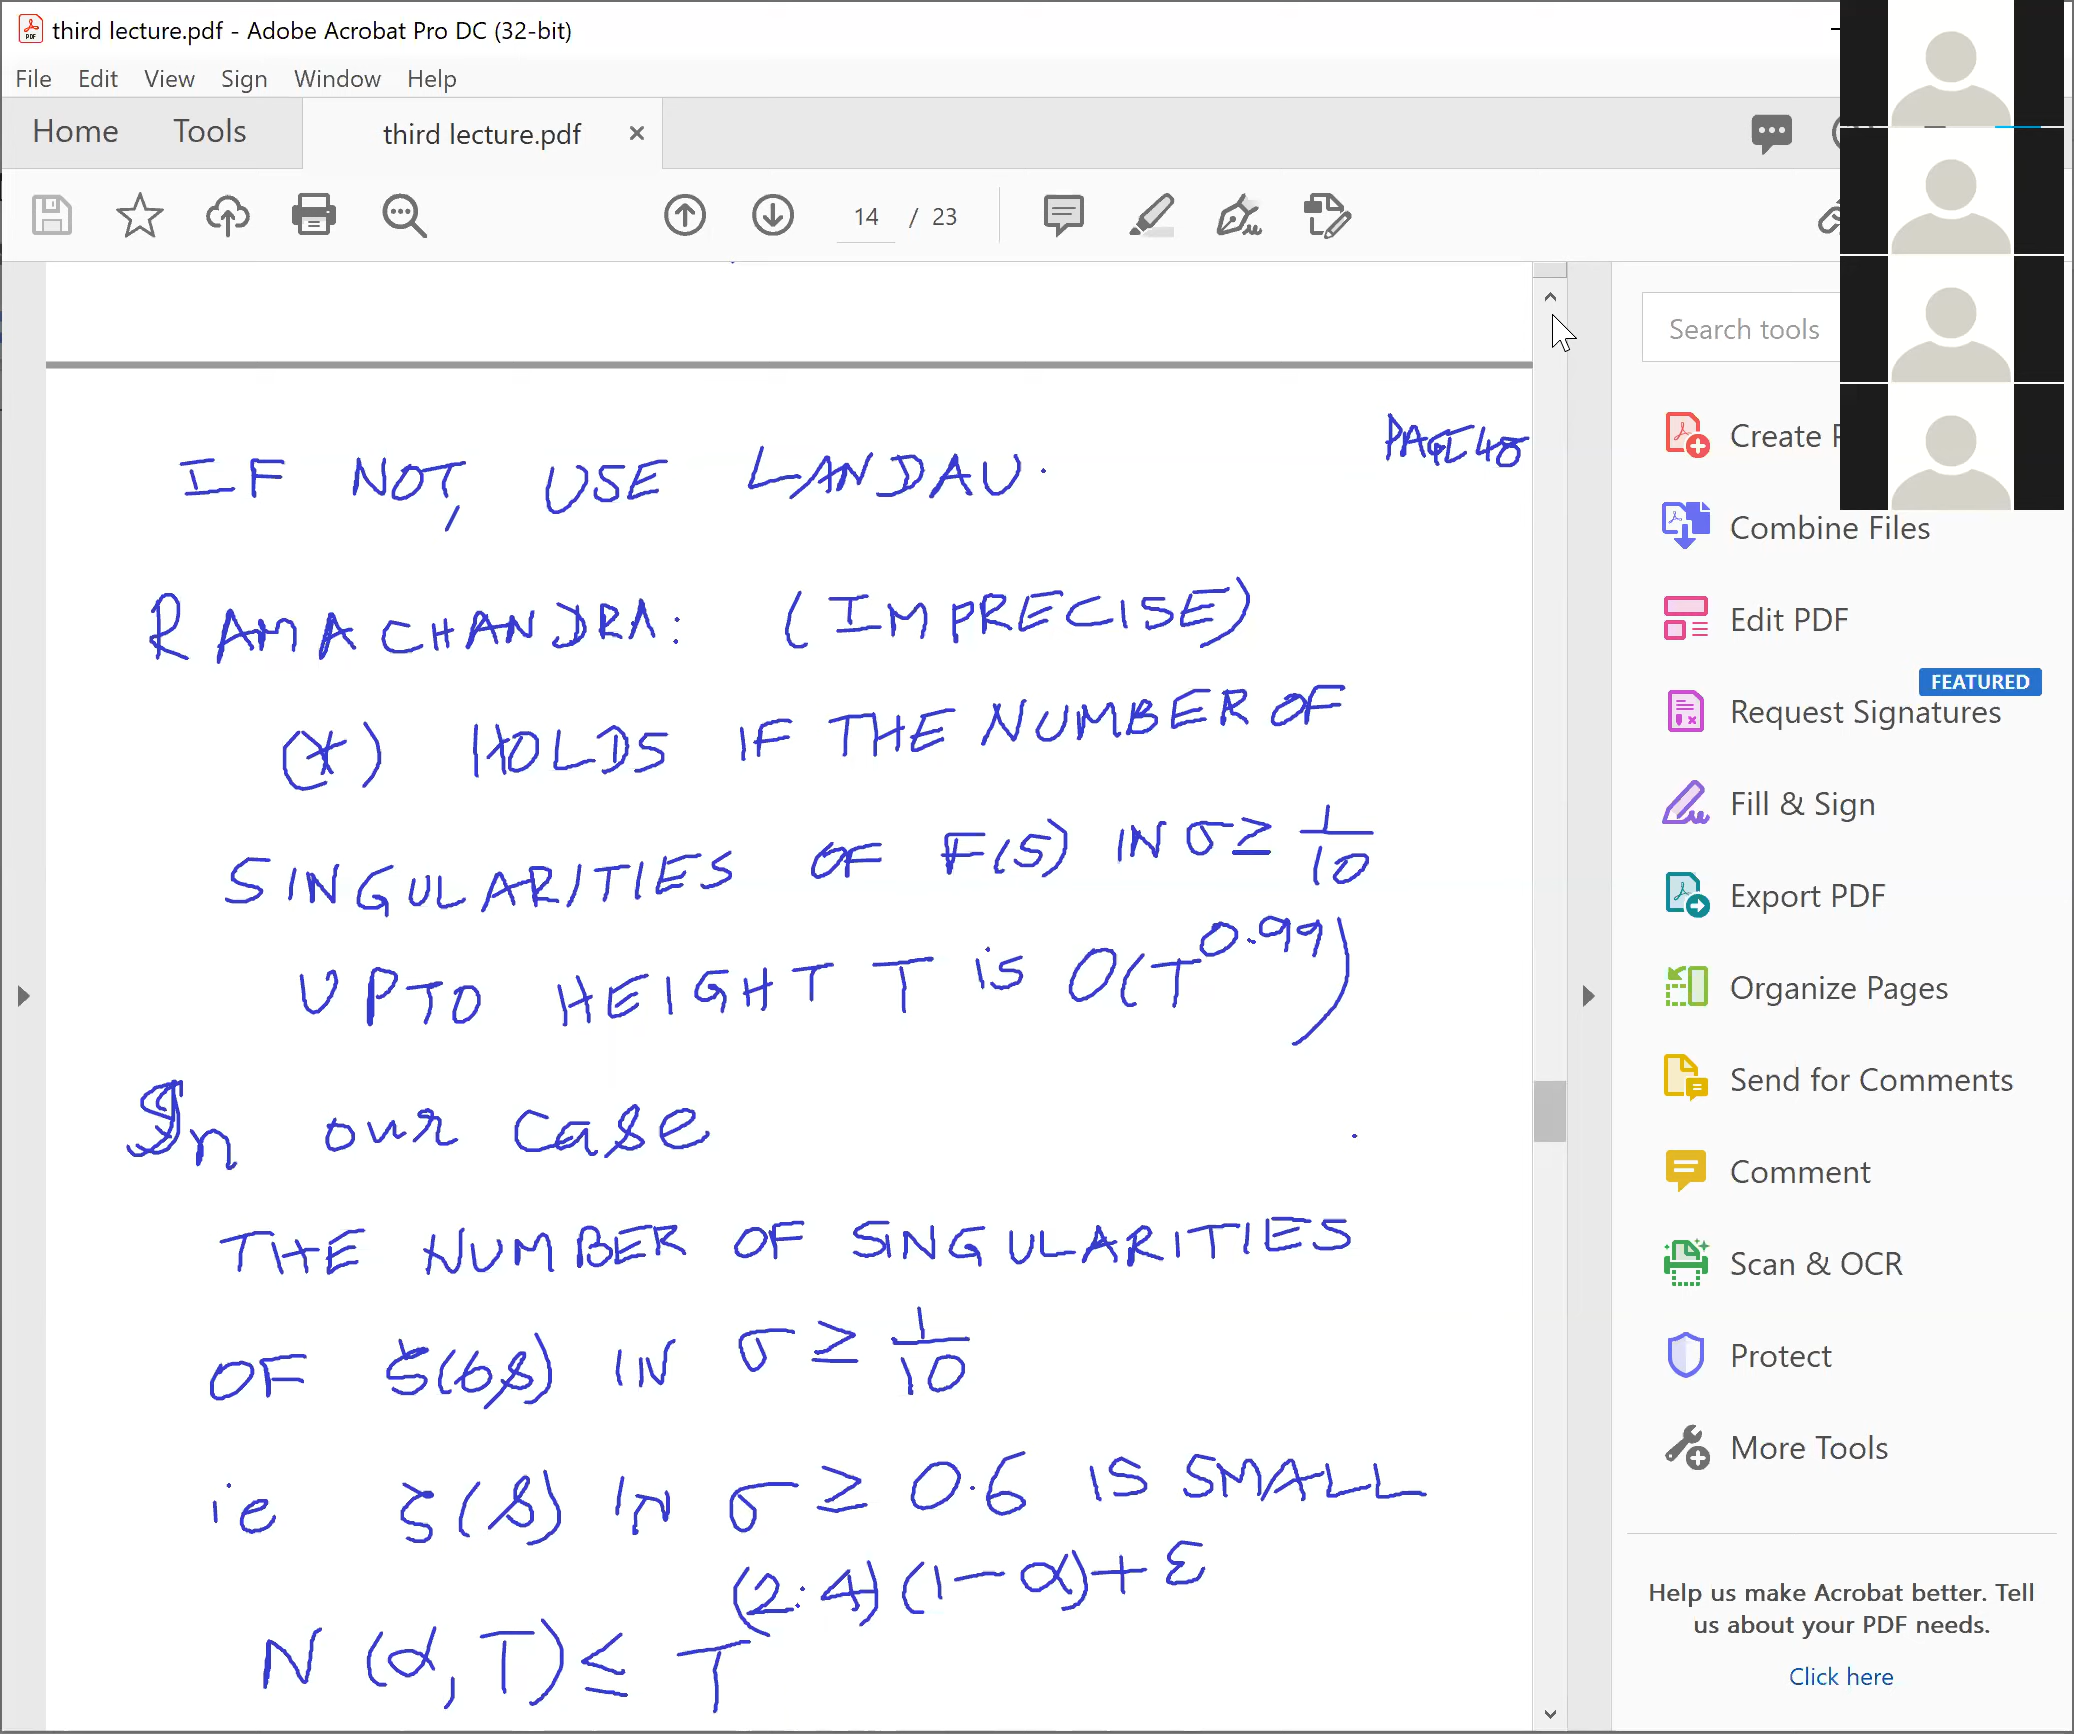 third lecture.pdf - Adobe Acrobat Pro DC (32-bit)
File Edit View Sign Window Help
Home Tools third lecture.pdf ×
14 / 23
Search tools
IF NOT, USE LANDAU.
RAMACHANDRA: (IMPRECISE)
(*) HOLDS IF THE NUMBER OF
SINGULARITIES OF F(S) IN σ ≥ 1/10
UPTO HEIGHT T is O(T^0.99)
In our case
THE NUMBER OF SINGULARITIES
OF ζ(6s) IN σ ≥ 1/10
ie ζ(s) IN σ ≥ 0.6 IS SMALL
N(α, T) ≤ T^(2.4)(1-α)+ε
Create
Combine Files
Edit PDF
FEATURED
Request Signatures
Fill & Sign
Export PDF
Organize Pages
Send for Comments
Comment
Scan & OCR
Protect
More Tools
Help us make Acrobat better. Tell
us about your PDF needs.
Click here